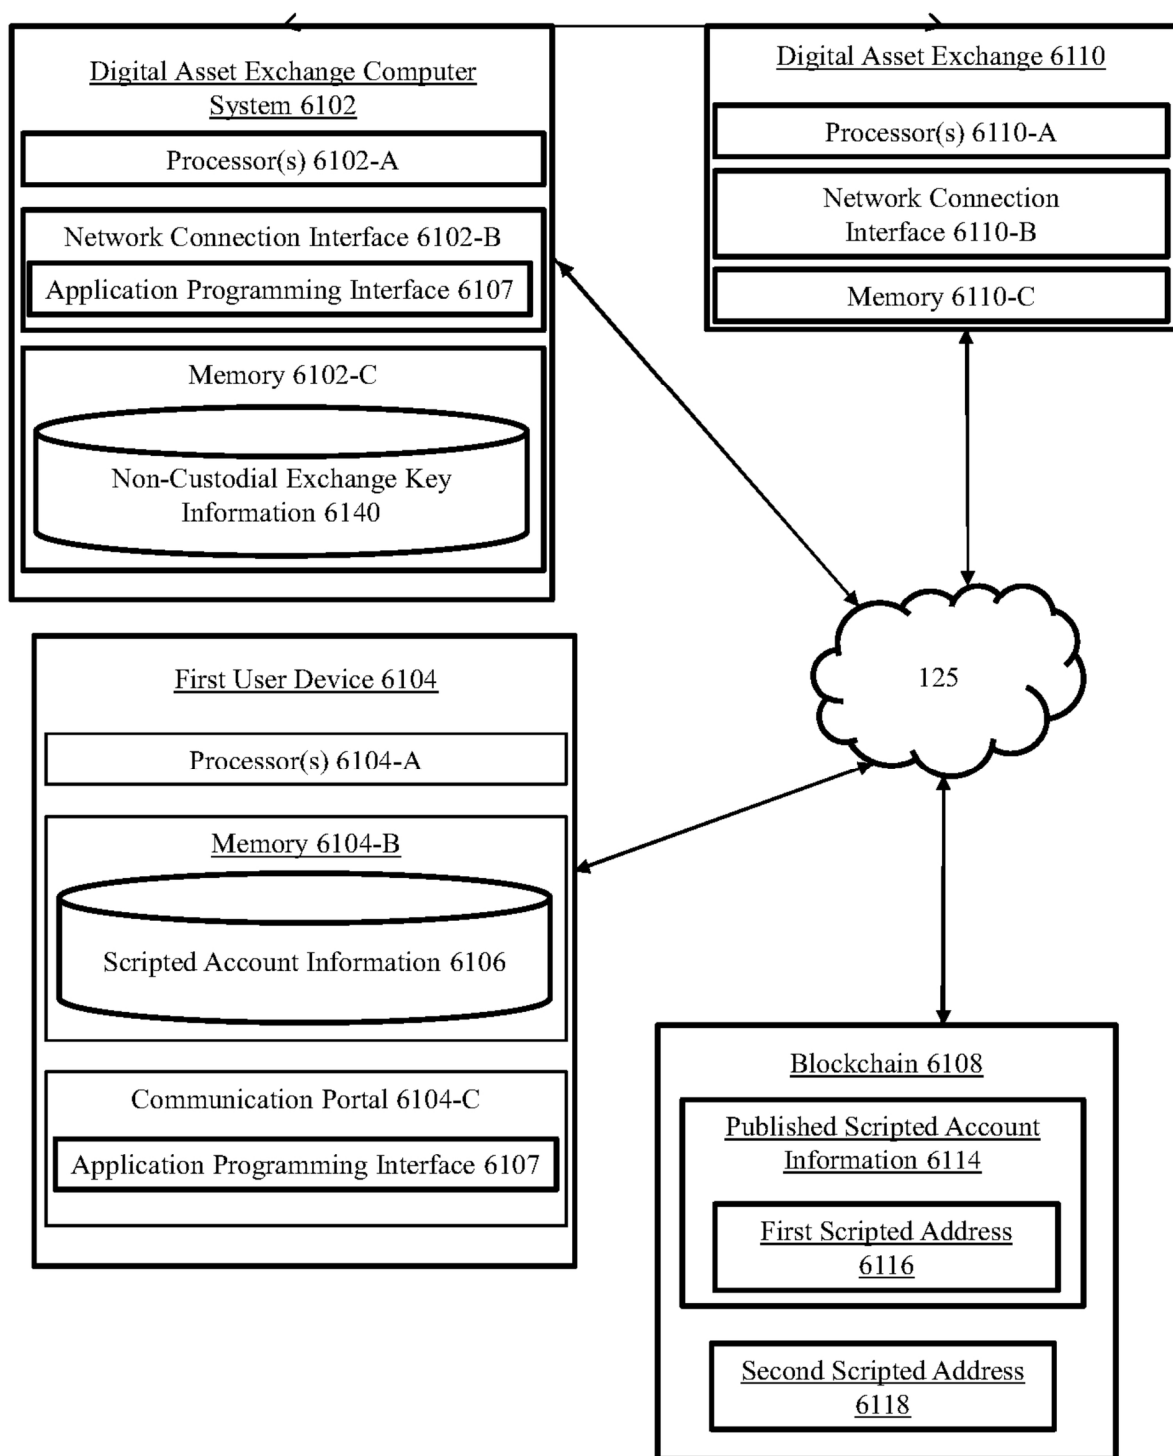 Digital Asset Exchange Computer
System 6102
Processor(s) 6102-A
Network Connection Interface 6102-B
Application Programming Interface 6107
Memory 6102-C
Non-Custodial Exchange Key
Information 6140
Digital Asset Exchange 6110
Processor(s) 6110-A
Network Connection
Interface 6110-B
Memory 6110-C
125
First User Device 6104
Processor(s) 6104-A
Memory 6104-B
Scripted Account Information 6106
Communication Portal 6104-C
Application Programming Interface 6107
Blockchain 6108
Published Scripted Account
Information 6114
First Scripted Address
6116
Second Scripted Address
6118